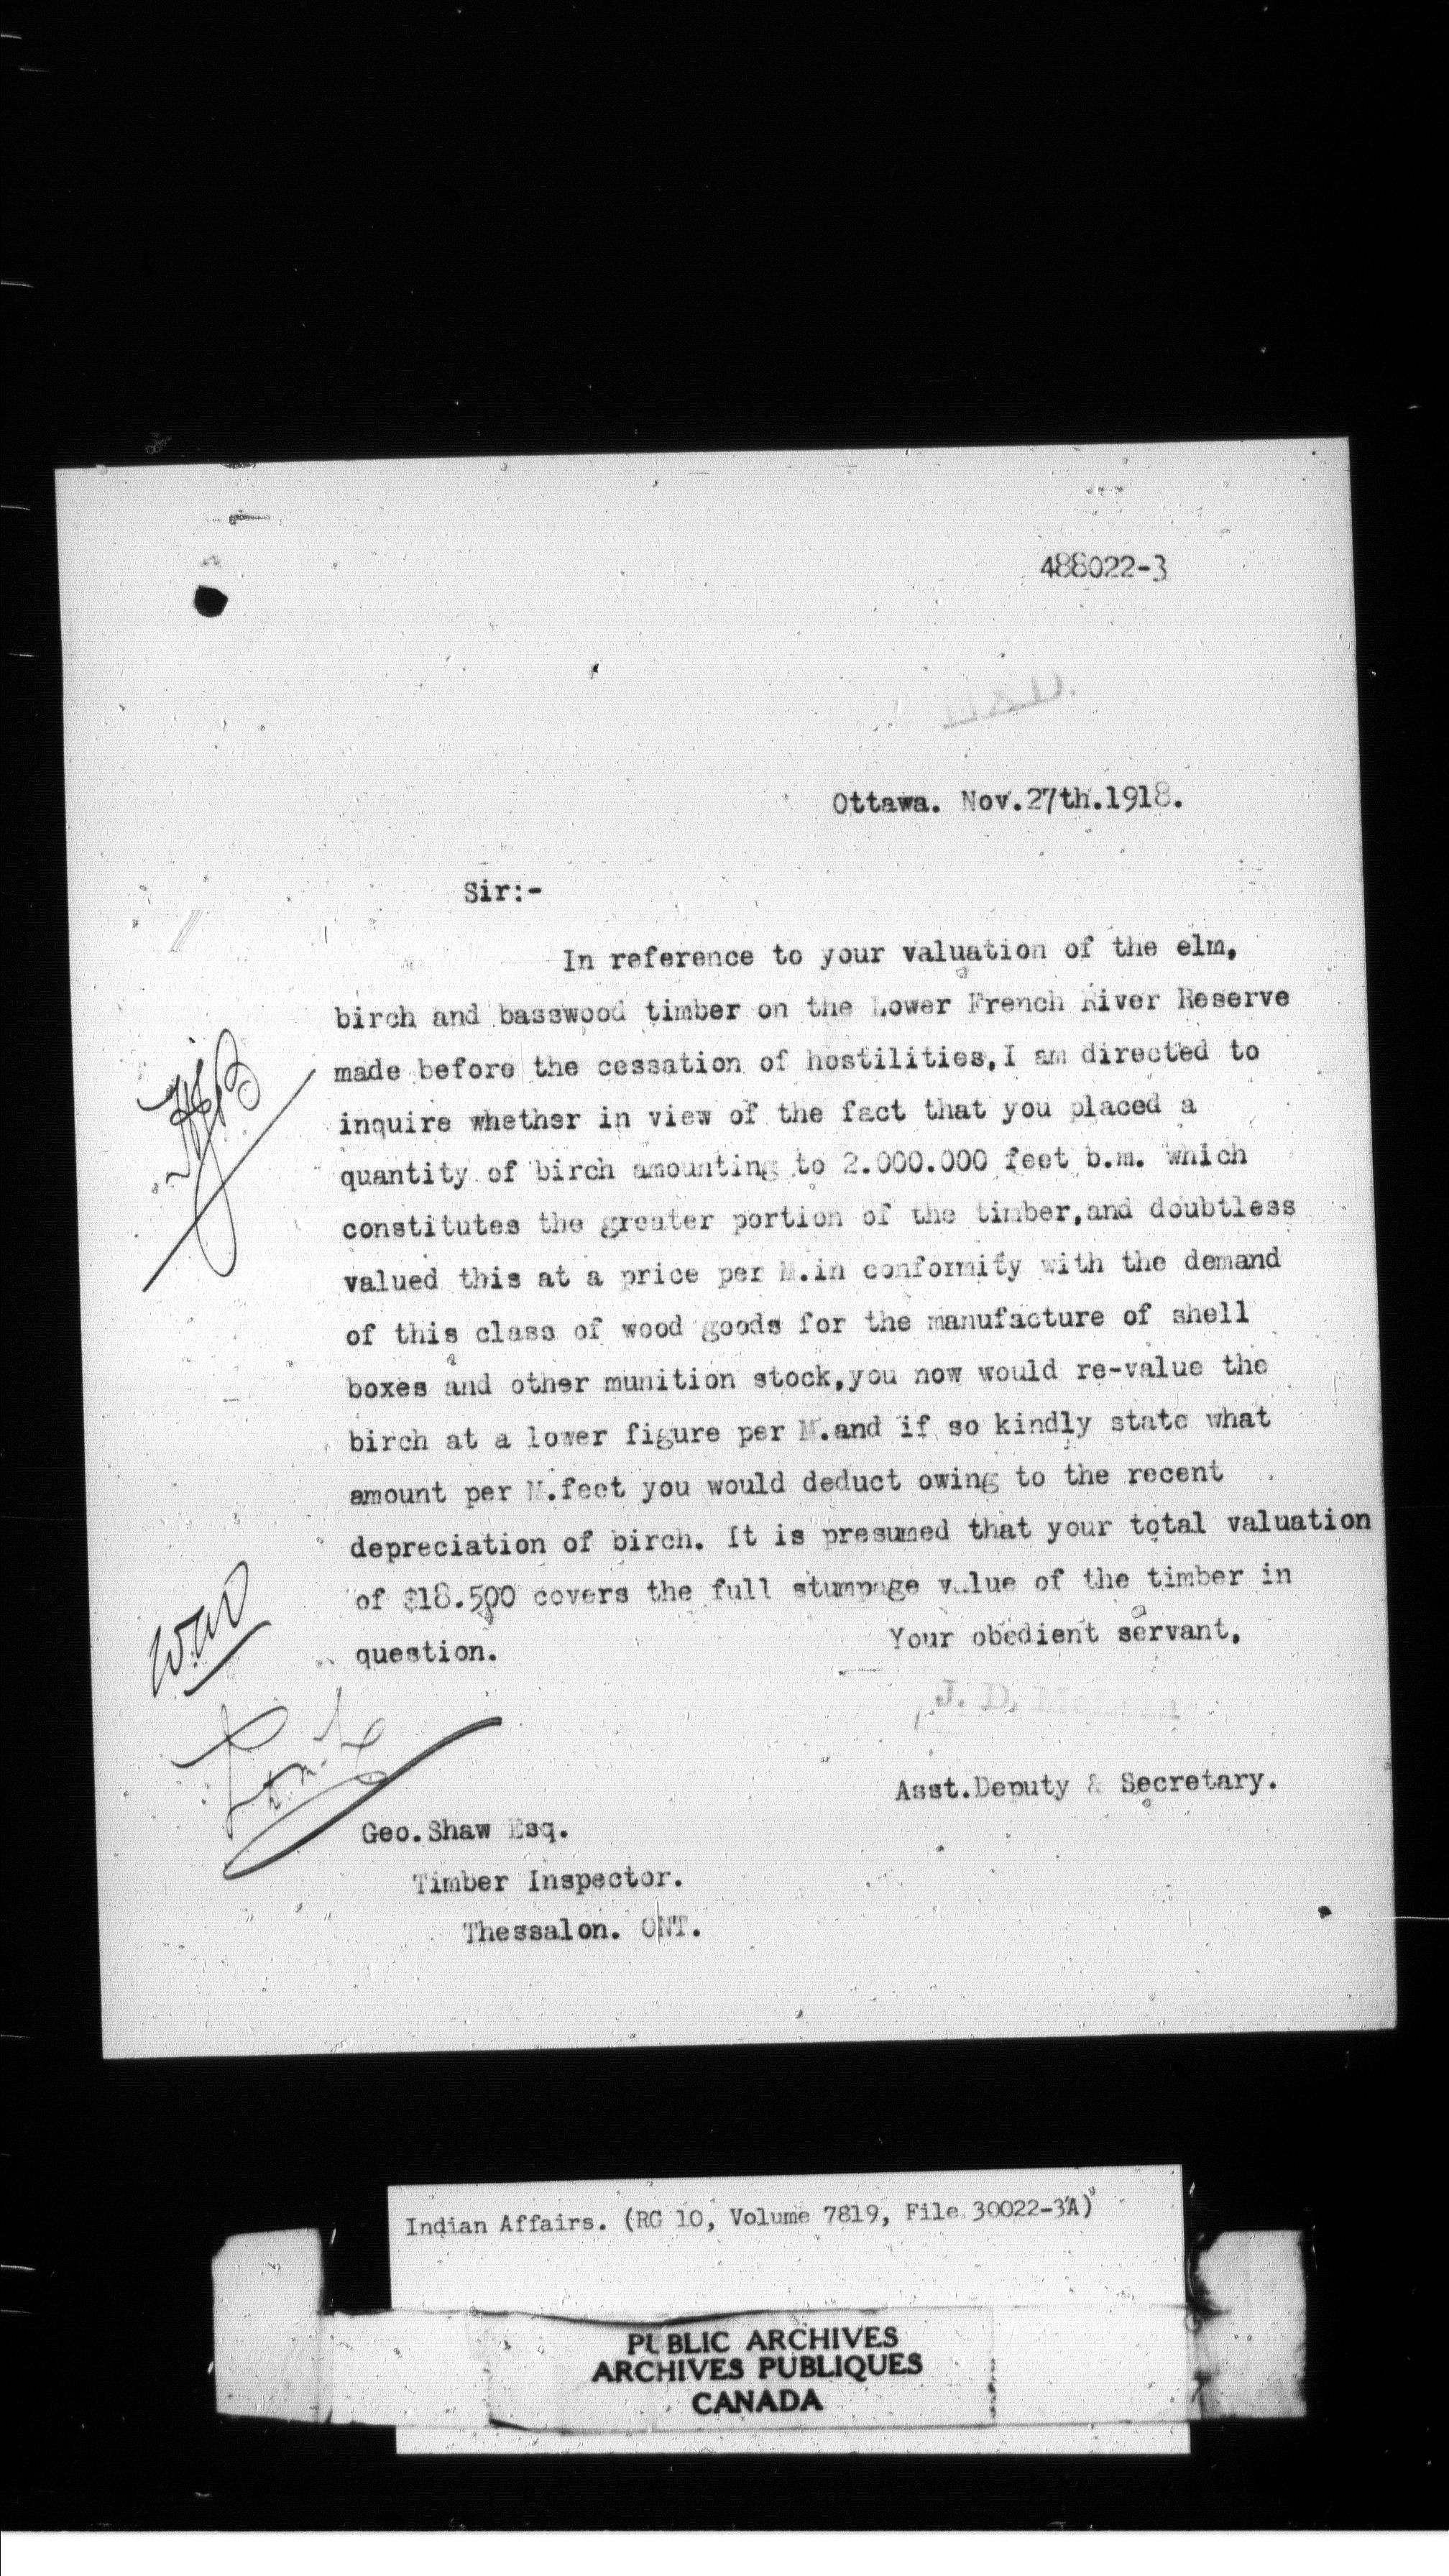 488022-3
Ottawa. Nov.27th.1918.
Sir:-
In reference to your valuation of the elm,
birch and basswood timber on the Lower French River Reserve
made before the cessation of hostilities,I am directed to
inquire whether in view of the fact that you placed a
quantity of birch amounting to 2.000.000 feet b.m. which
constitutes the greater portion of the timber,and doubtless
valued this at a price per M.in conformity with the demand
of this class of wood goods for the manufacture of shell
boxes and other munition stock,you now would re-value the
birch at a lower figure per M.and if so kindly state what
amount per M.feet you would deduct owing to the recent
depreciation of birch. It is presumed that your total valuation
of $18.500 covers the full stumpage value of the timber in
question.
Your obedient servant,
J. D. McLean
Asst.Deputy & Secretary.
Geo.Shaw Esq.
Timber Inspector.
Thessalon. ONT.
Indian Affairs. (RG 10, Volume 7819, File 30022-3A)
PUBLIC ARCHIVES
ARCHIVES PUBLIQUES
CANADA